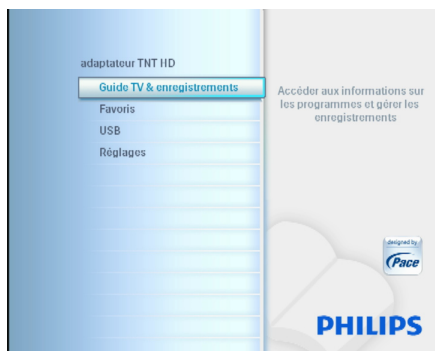 adaptateur TNT HD
Guide TV & enregistrements
Favoris
USB
Réglages
Accéder aux informations sur
les programmes et gérer les
enregistrements
designed by
Pace
PHILIPS